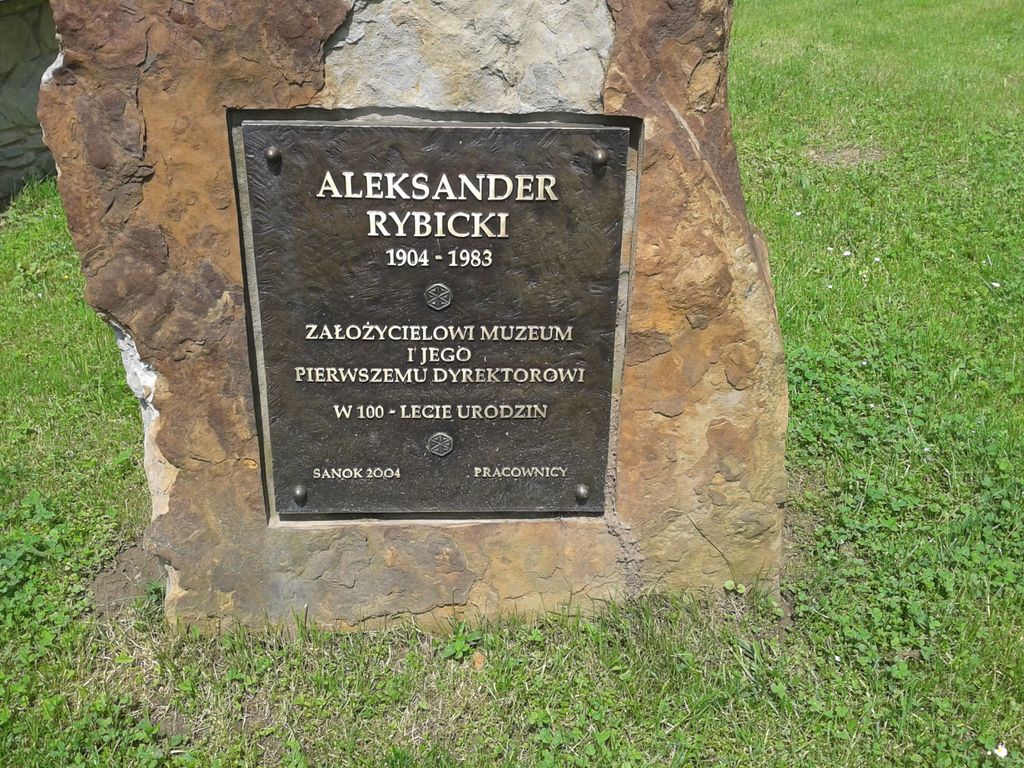 ALEKSANDER
RYBICKI
1904 - 1983
ZAŁOŻYCIELOWI MUZEUM
I JEGO
PIERWSZEMU DYREKTOROWI
W 100 - LECIE URODZIN
SANOK 2004 PRACOWNICY